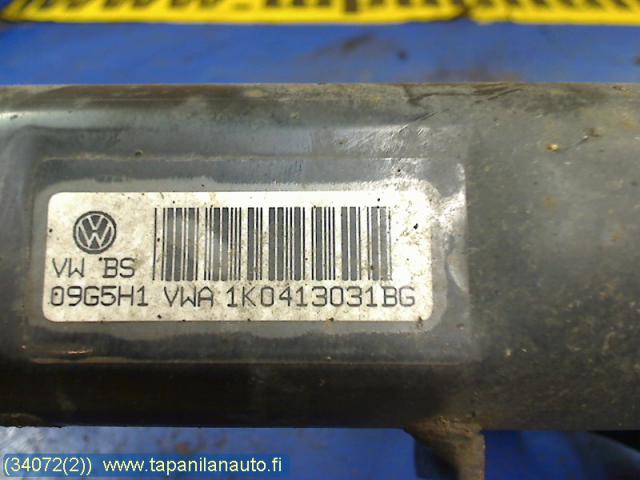 VW BS
09G5H1 VWA 1K0413031BG
(34072(2)) www.tapanilanauto.fi